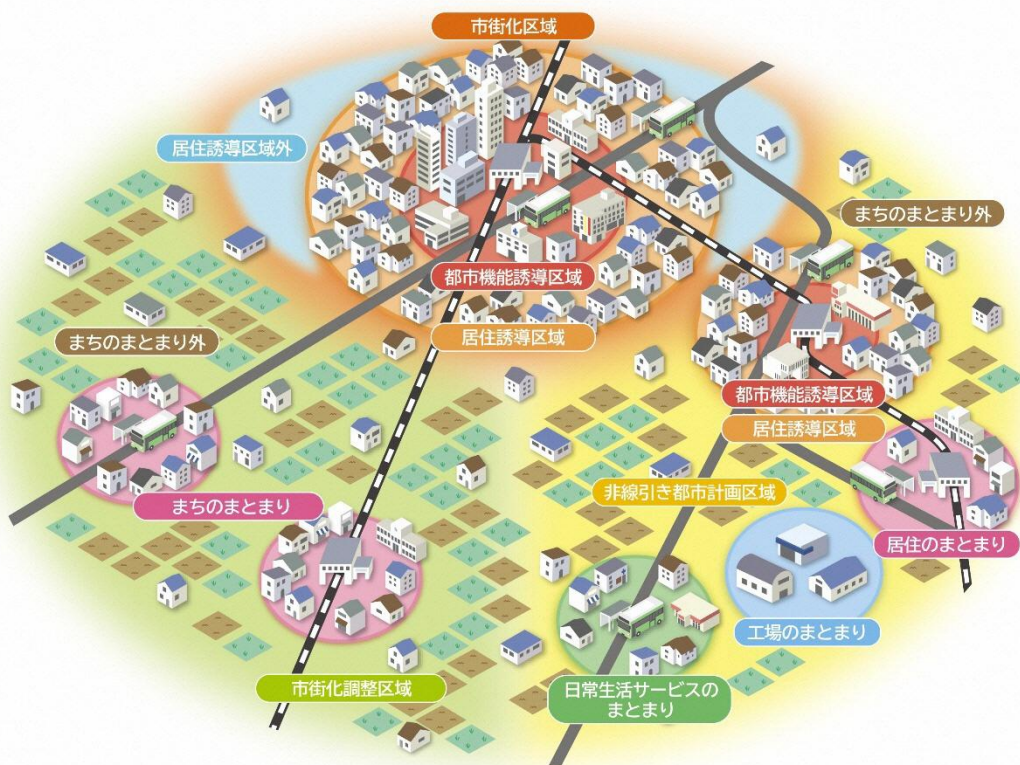 市街化区域
居住誘導区域外
まちのまとまり外
都市機能誘導区域
居住誘導区域
まちのまとまり外
都市機能誘導区域
居住誘導区域
非線引き都市計画区域
まちのまとまり
居住のまとまり
工場のまとまり
市街化調整区域
日常生活サービスの
まとまり